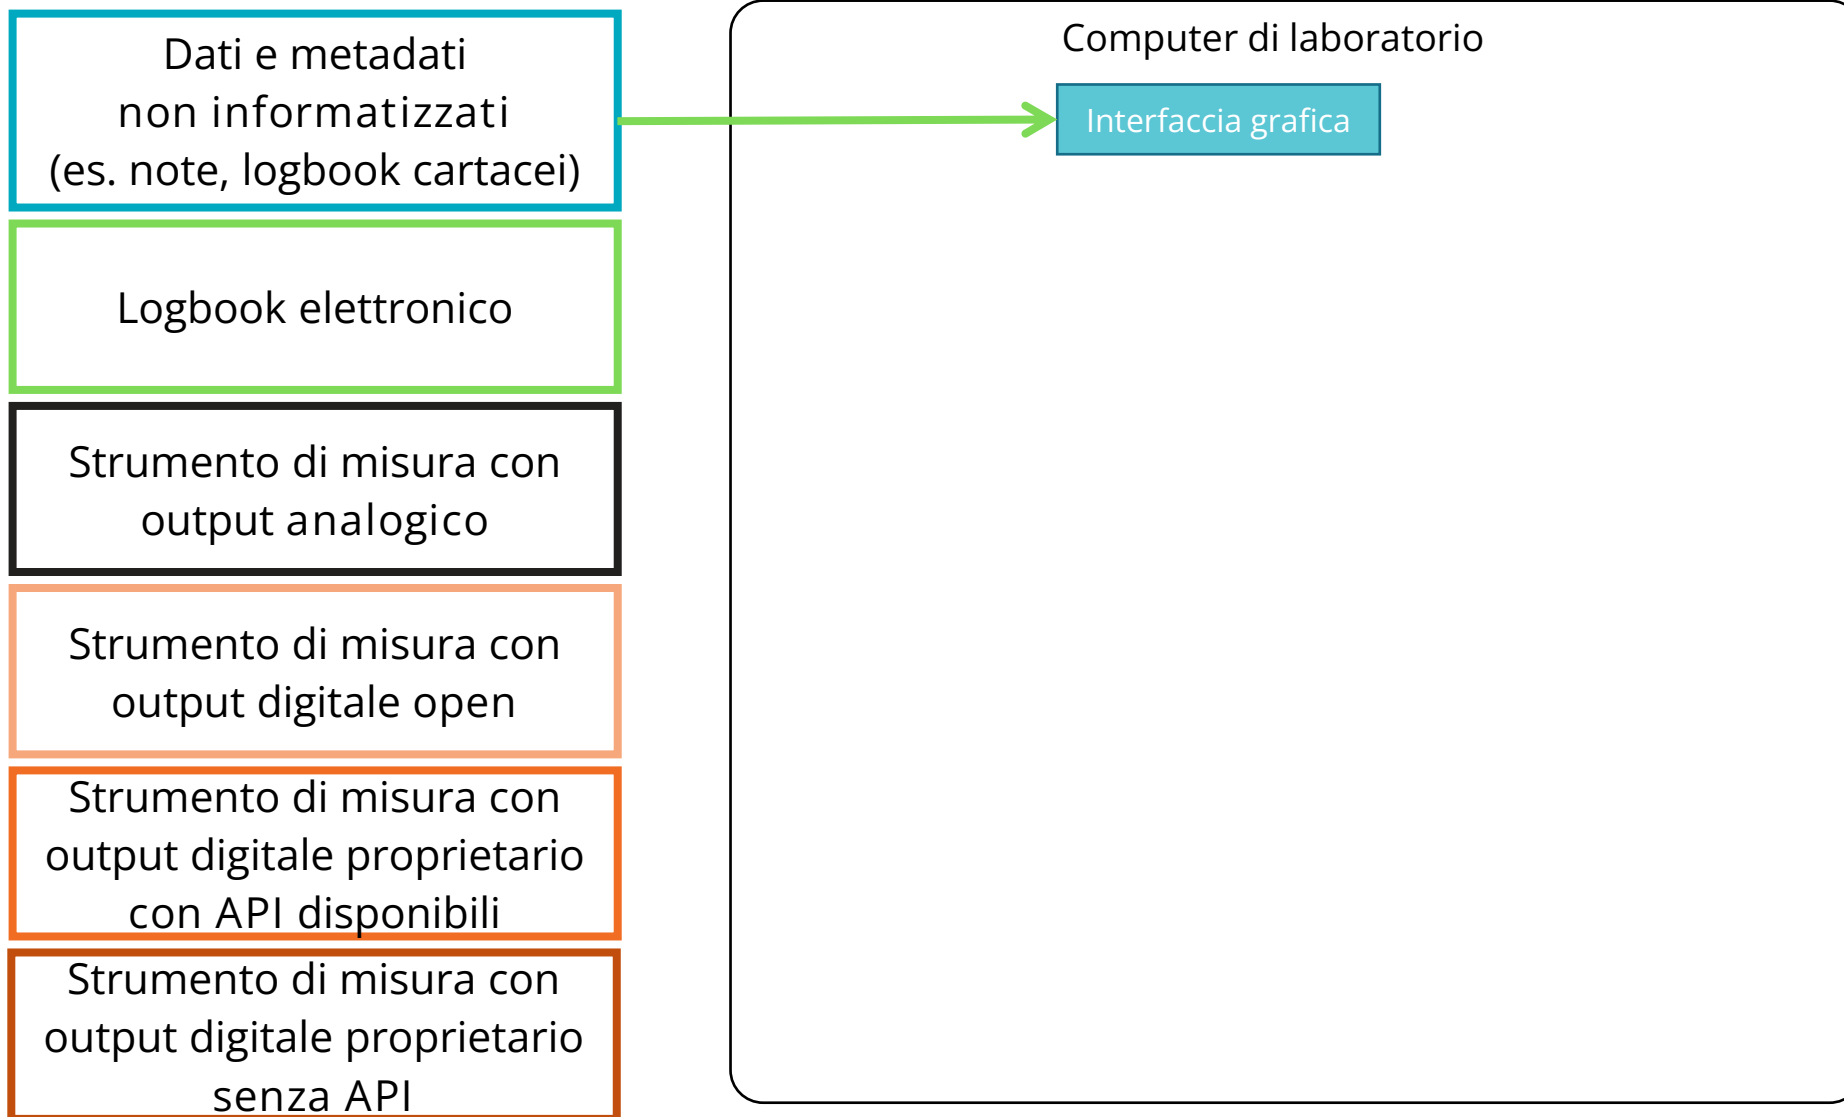 Dati e metadati
non informatizzati
(es. note, logbook cartacei)
Logbook elettronico
Strumento di misura con
output analogico
Strumento di misura con
output digitale open
Strumento di misura con
output digitale proprietario
con API disponibili
Strumento di misura con
output digitale proprietario
senza API
Computer di laboratorio
Interfaccia grafica